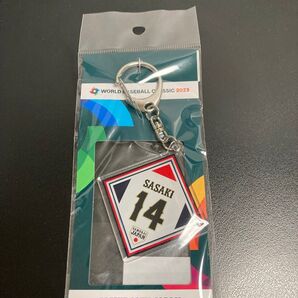 WORLD BASEBALL CLASSIC 2023
SASAKI
14
JAPAN